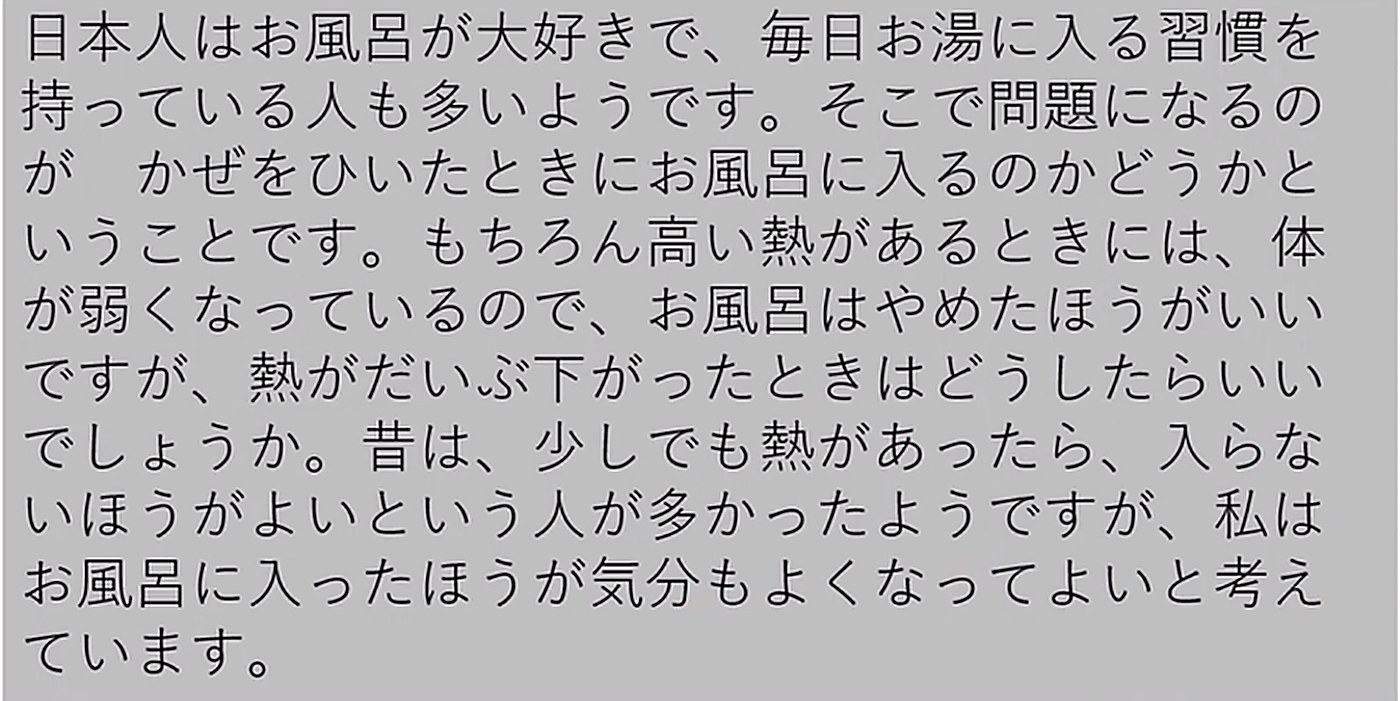 日本人はお風呂が大好きで、毎日お湯に入る習慣を
持っている人も多いようです。そこで問題になるの
が　かぜをひいたときにお風呂に入るのかどうかと
いうことです。もちろん高い熱があるときには、体
が弱くなっているので、お風呂はやめたほうがいい
ですが、熱がだいぶ下がったときはどうしたらいい
でしょうか。昔は、少しでも熱があったら、入らな
いほうがよいという人が多かったようですが、私は
お風呂に入ったほうが気分もよくなってよいと考え
ています。